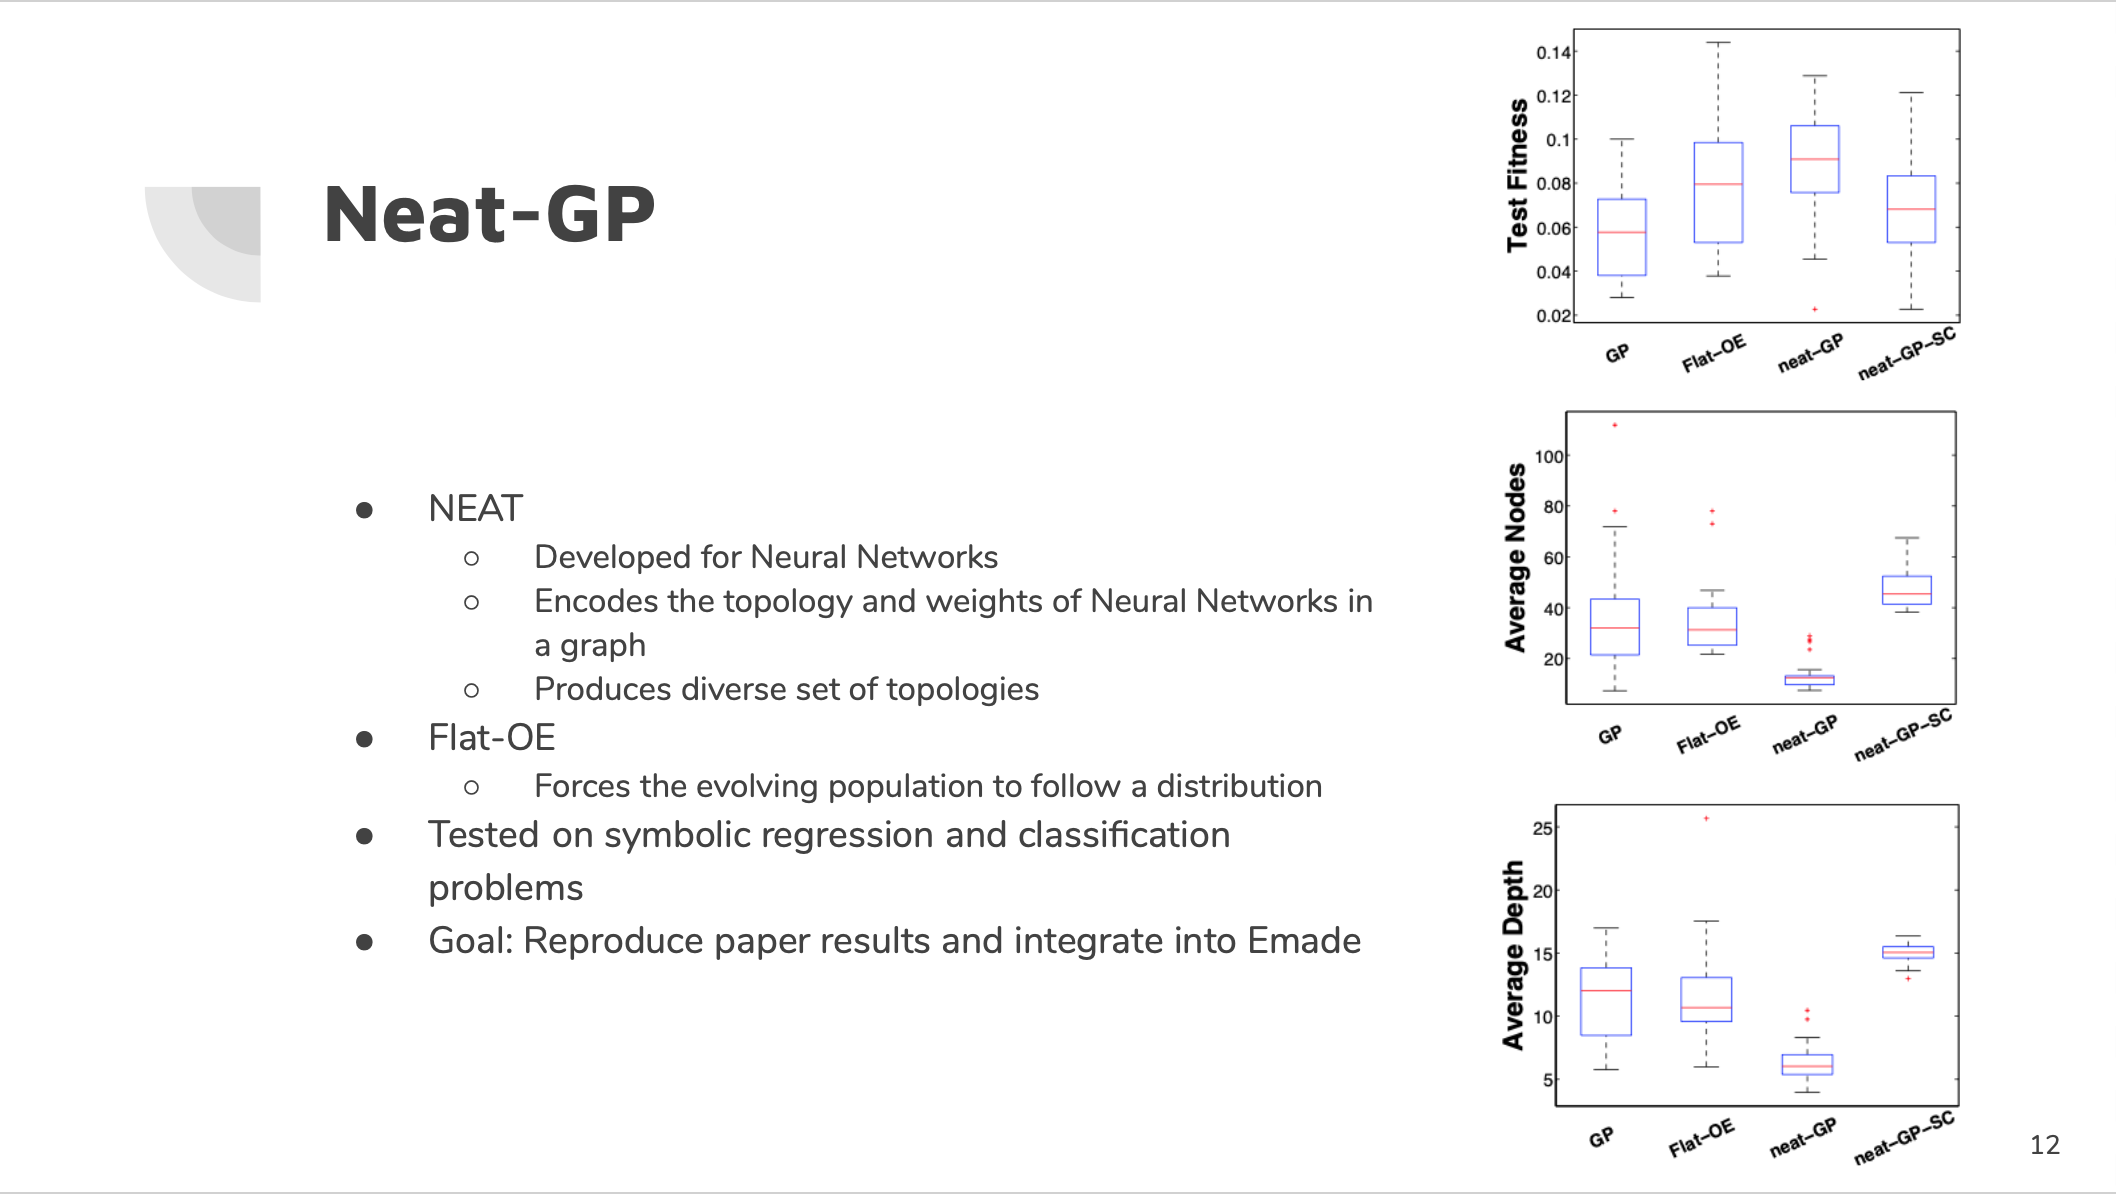 Neat-GP
● NEAT
○ Developed for Neural Networks
○ Encodes the topology and weights of Neural Networks in
a graph
○ Produces diverse set of topologies
● Flat-OE
○ Forces the evolving population to follow a distribution
● Tested on symbolic regression and classification
problems
● Goal: Reproduce paper results and integrate into Emade
Test Fitness
0.14
0.12
0.1
0.08
0.06
0.04
0.02
GP Flat-OE neat-GP neat-GP-SC
Average Nodes
100
80
60
40
20
GP Flat-OE neat-GP neat-GP-SC
Average Depth
25
20
15
10
5
GP Flat-OE neat-GP neat-GP-SC
12